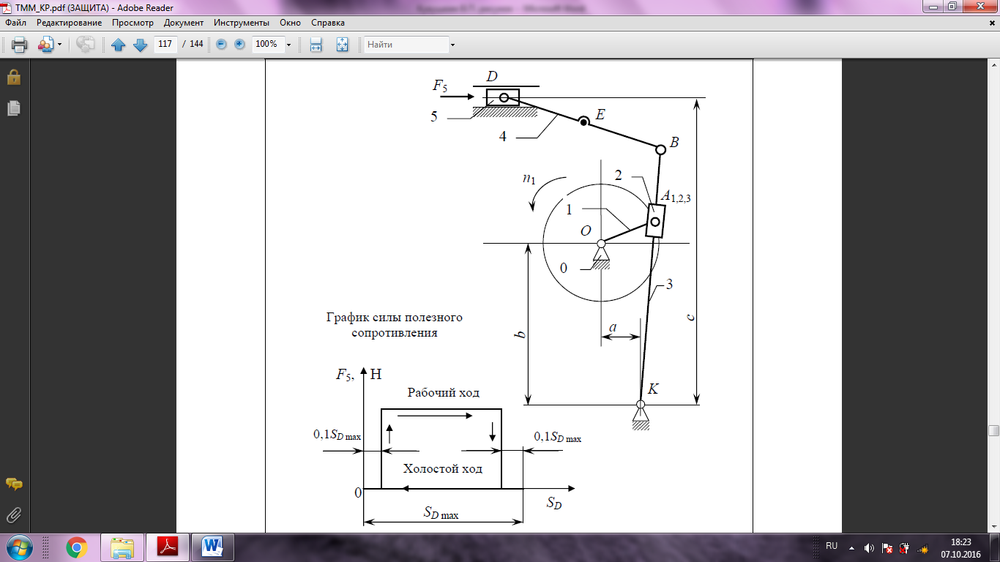 TMM_КР.pdf (ЗАЩИТА) - Adobe Reader
Файл Редактирование Просмотр Документ Инструменты Окно Справка
117 / 144 100% Найти
D
F5
5
E
4
B
n1
2
A1,2,3
1
O
0
3
c
b
a
K
График силы полезного
сопротивления
F5, Н
Рабочий ход
0,1SD max
0,1SD max
Холостой ход
0
SD
SD max
RU
18:23
07.10.2016